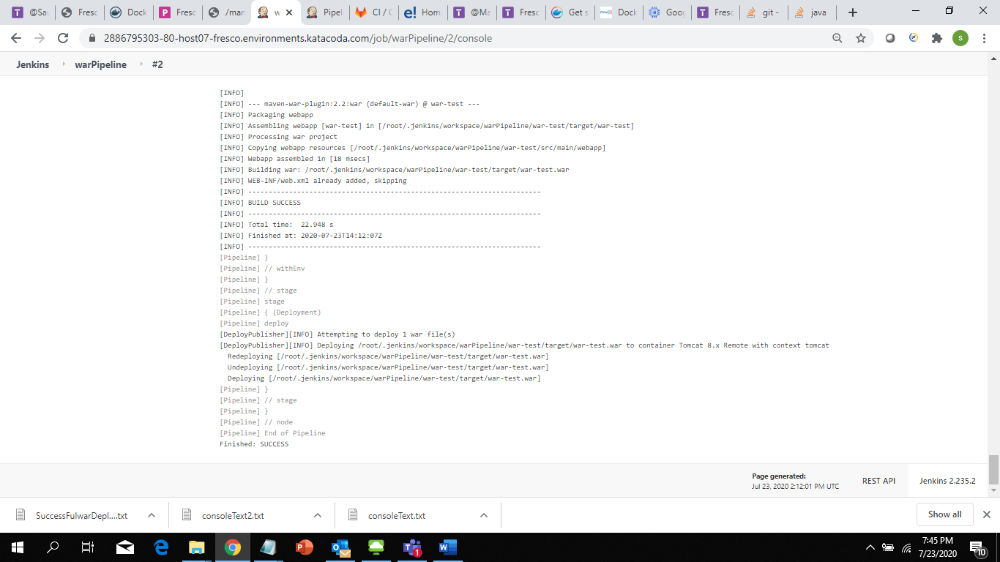 @Sau
Fresc
Dock
Fresc
/man
w
Pipel
CI / C
Hom
@Ma
Fresc
Get s
Dock
Goog
Fresc
git -
java
2886795303-80-host07-fresco.environments.katacoda.com/job/warPipeline/2/console
S
Jenkins
warPipeline
#2
[INFO]
[INFO] --- maven-war-plugin:2.2:war (default-war) @ war-test ---
[INFO] Packaging webapp
[INFO] Assembling webapp [war-test] in [/root/.jenkins/workspace/warPipeline/war-test/target/war-test]
[INFO] Processing war project
[INFO] Copying webapp resources [/root/.jenkins/workspace/warPipeline/war-test/src/main/webapp]
[INFO] Webapp assembled in [18 msecs]
[INFO] Building war: /root/.jenkins/workspace/warPipeline/war-test/target/war-test.war
[INFO] WEB-INF/web.xml already added, skipping
[INFO] ------------------------------------------------------------------------
[INFO] BUILD SUCCESS
[INFO] ------------------------------------------------------------------------
[INFO] Total time:  22.948 s
[INFO] Finished at: 2020-07-23T14:12:07Z
[INFO] ------------------------------------------------------------------------
[Pipeline] }
[Pipeline] // withEnv
[Pipeline] }
[Pipeline] // stage
[Pipeline] stage
[Pipeline] { (Deployment)
[Pipeline] deploy
[DeployPublisher][INFO] Attempting to deploy 1 war file(s)
[DeployPublisher][INFO] Deploying /root/.jenkins/workspace/warPipeline/war-test/target/war-test.war to container Tomcat 8.x Remote with context tomcat
Redeploying [/root/.jenkins/workspace/warPipeline/war-test/target/war-test.war]
Undeploying [/root/.jenkins/workspace/warPipeline/war-test/target/war-test.war]
Deploying [/root/.jenkins/workspace/warPipeline/war-test/target/war-test.war]
[Pipeline] }
[Pipeline] // stage
[Pipeline] }
[Pipeline] // node
[Pipeline] End of Pipeline
Finished: SUCCESS
Page generated:
Jul 23, 2020 2:12:01 PM UTC
REST API
Jenkins 2.235.2
SuccessFulwarDepl....txt
consoleText2.txt
consoleText.txt
Show all
7:45 PM
7/23/2020
10